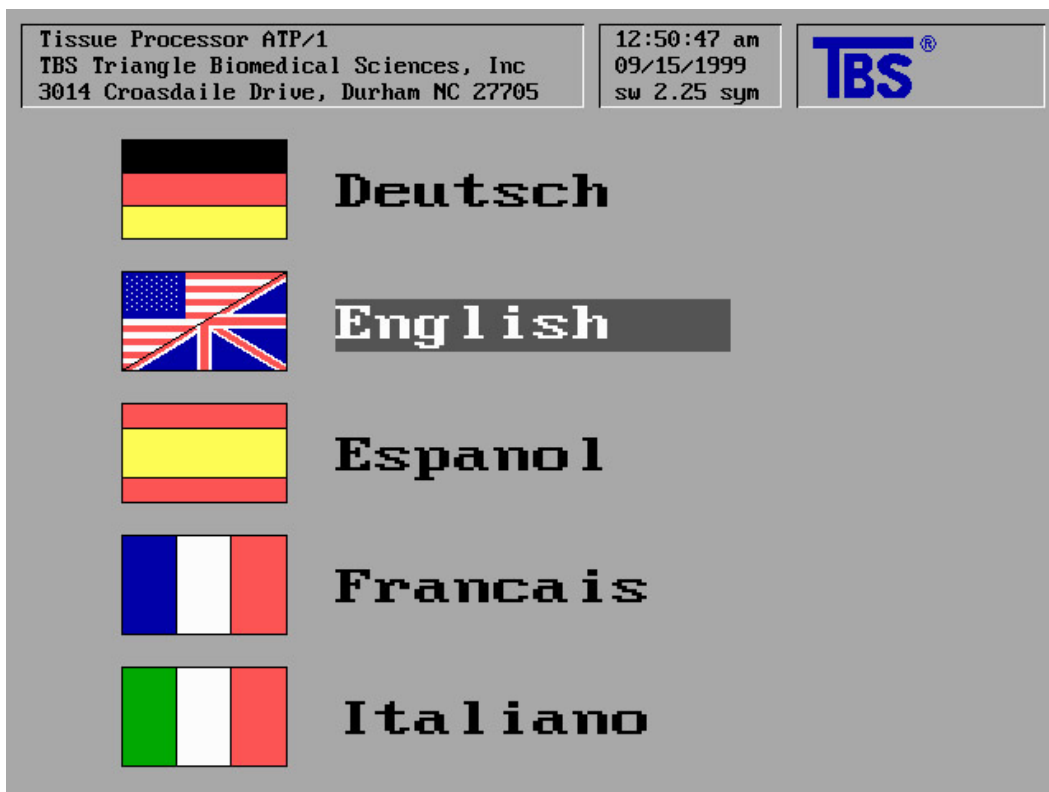 Tissue Processor ATP/1
TBS Triangle Biomedical Sciences, Inc
3014 Croasdaile Drive, Durham NC 27705
12:50:47 am
09/15/1999
sw 2.25 sym
TBS®
Deutsch
English
Espanol
Francais
Italiano